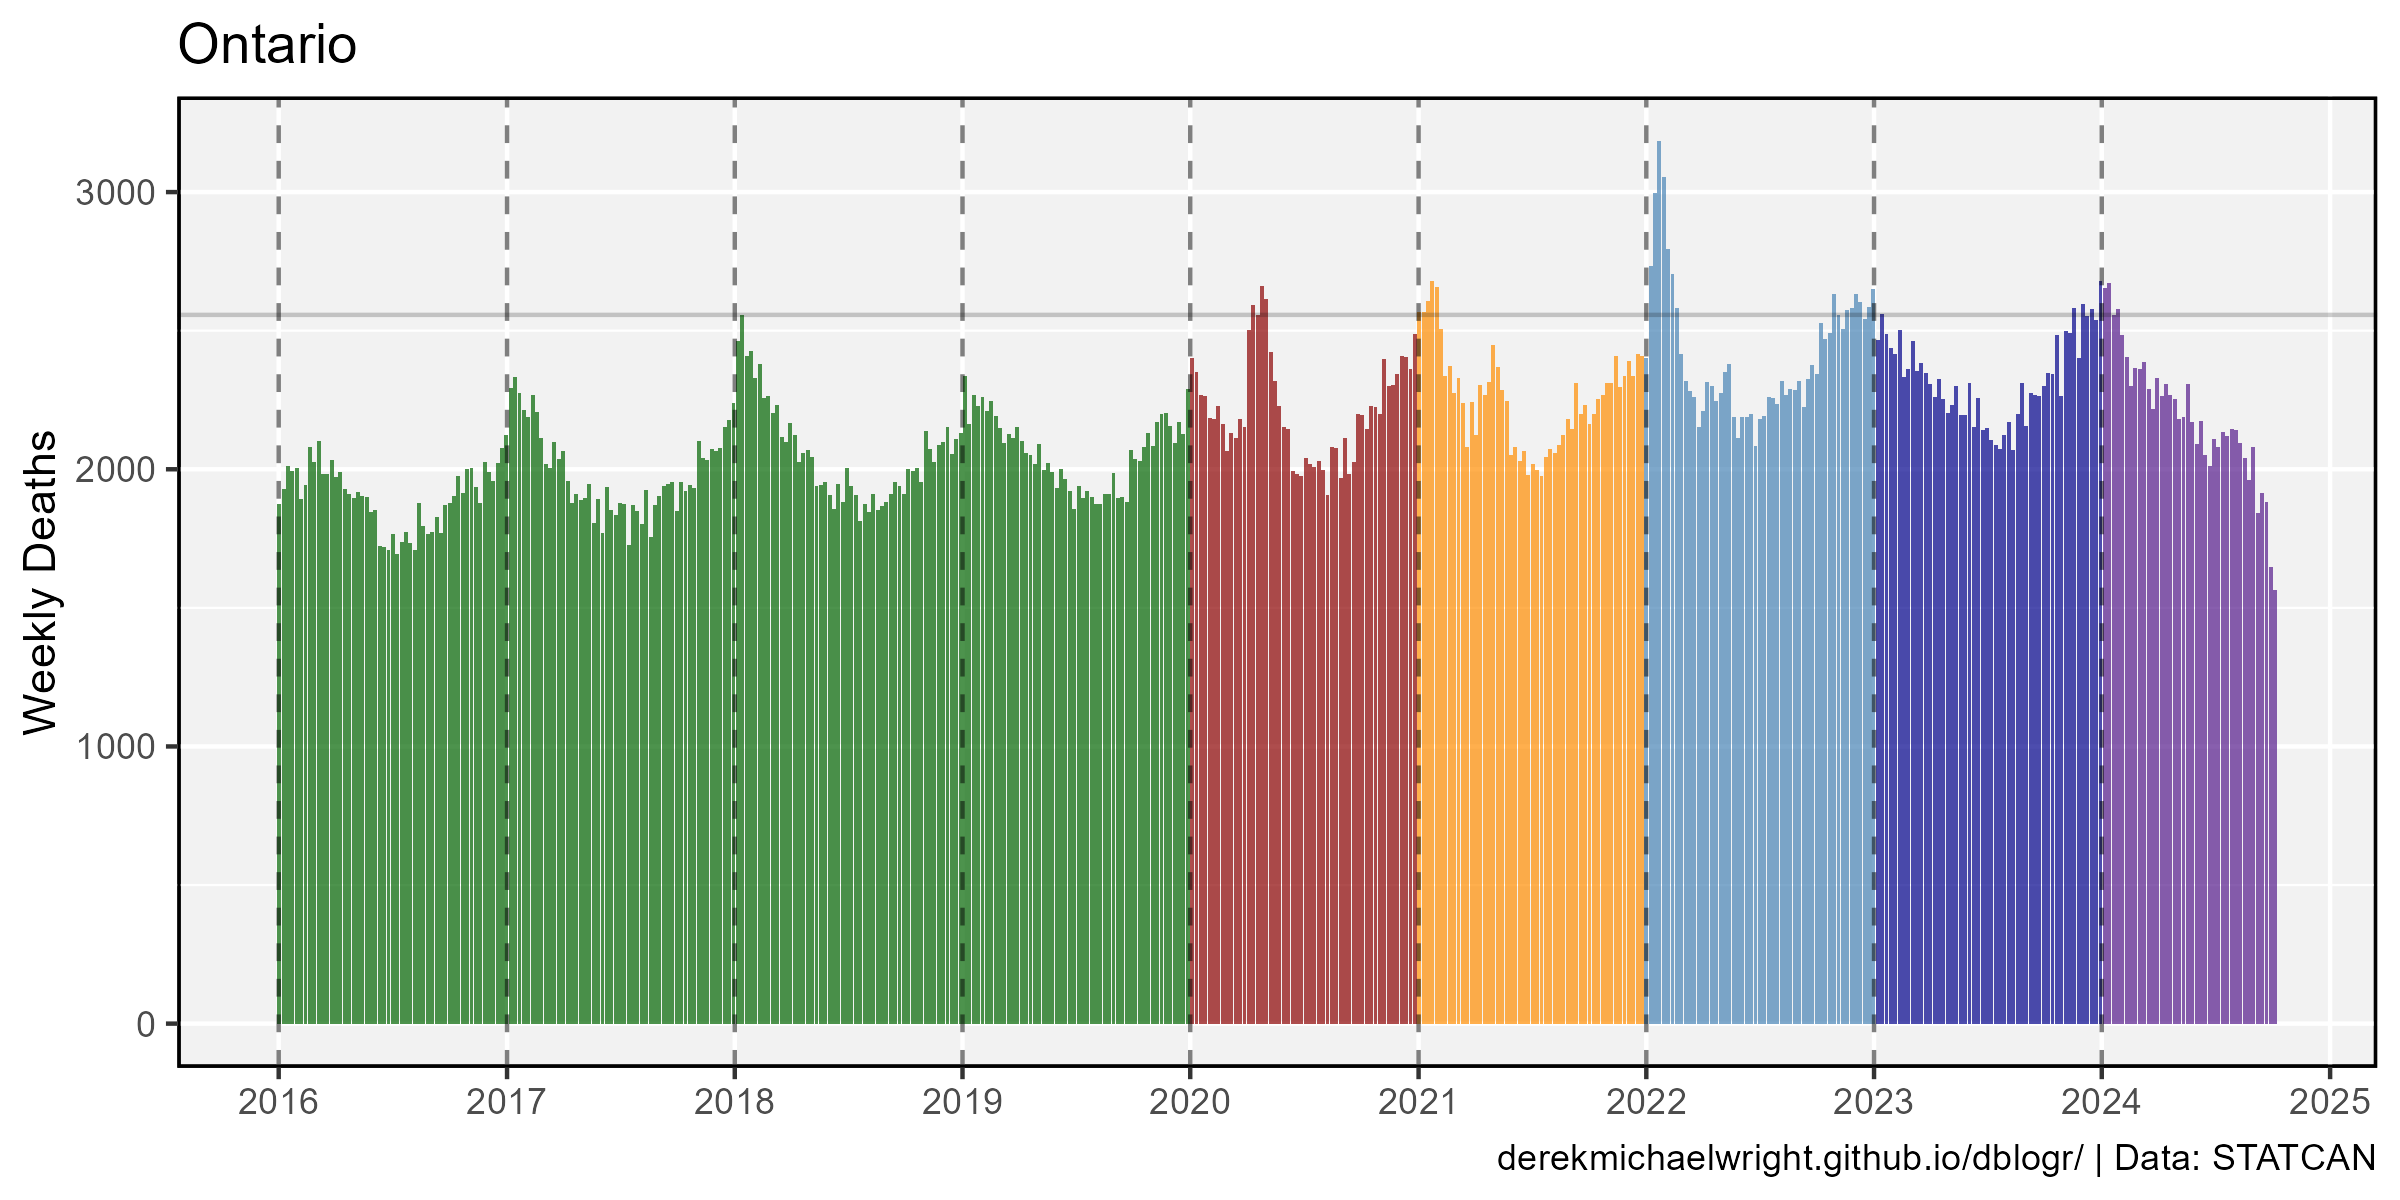 Ontario
Weekly Deaths
3000
2000
1000
0
2016 2017 2018 2019 2020 2021 2022 2023 2024 2025
derekmichaelwright.github.io/dblogr/ | Data: STATCAN